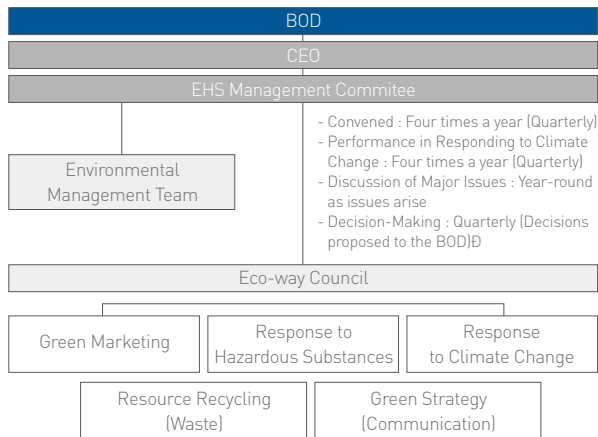 BOD
CEO
EHS Management Commitee
- Convened : Four times a year (Quarterly)
- Performance in Responding to Climate
Change : Four times a year (Quarterly)
- Discussion of Major Issues : Year-round
as issues arise
- Decision-Making : Quarterly (Decisions
proposed to the BOD)Ð
Environmental
Management Team
Eco-way Council
Green Marketing
Response to
Hazardous Substances
Response
to Climate Change
Resource Recycling
(Waste)
Green Strategy
(Communication)